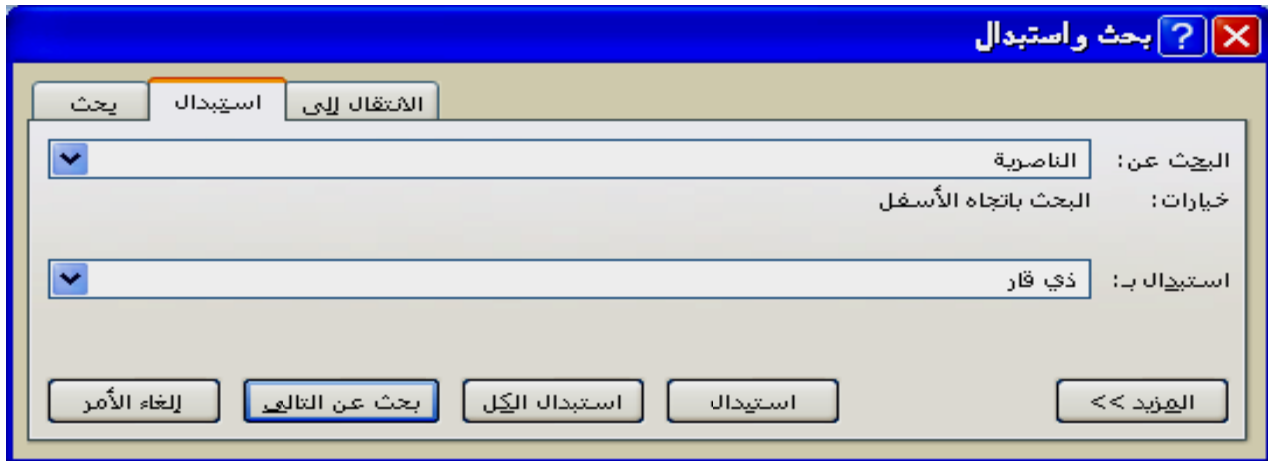 بحث واستبدال
بحث استبدال الانتقال إلى
البحث عن: الناصرية
خيارات: البحث باتجاه الأسفل
استبدال بـ: ذي قار
المزيد >> استبدال استبدال الكل بحث عن التالي إلغاء الأمر